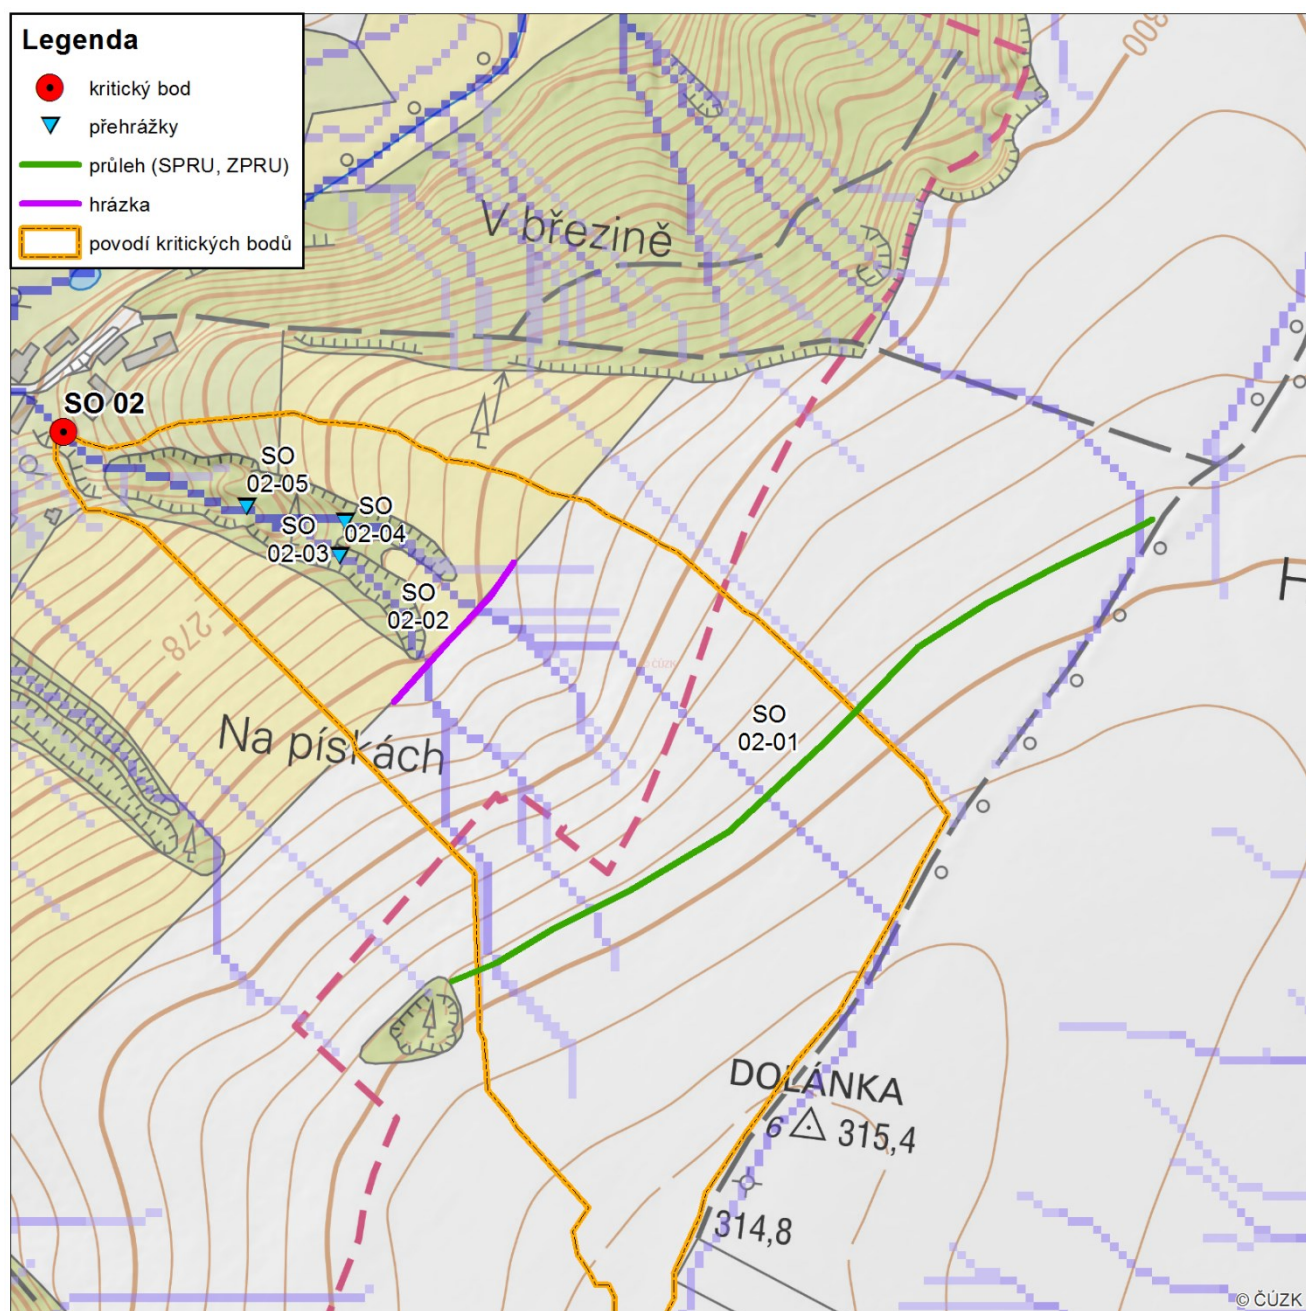 Legenda
kritický bod
přehrážky
průleh (SPRU, ZPRU)
hrázka
povodí kritických bodů
300
V březině
SO 02
SO
02-05
SO
02-04
SO
02-03
SO
02-02
278
© ČÚZK
SO
02-01
Na pískách
DOLÁNKA
6 315,4
314,8
© ČÚZK